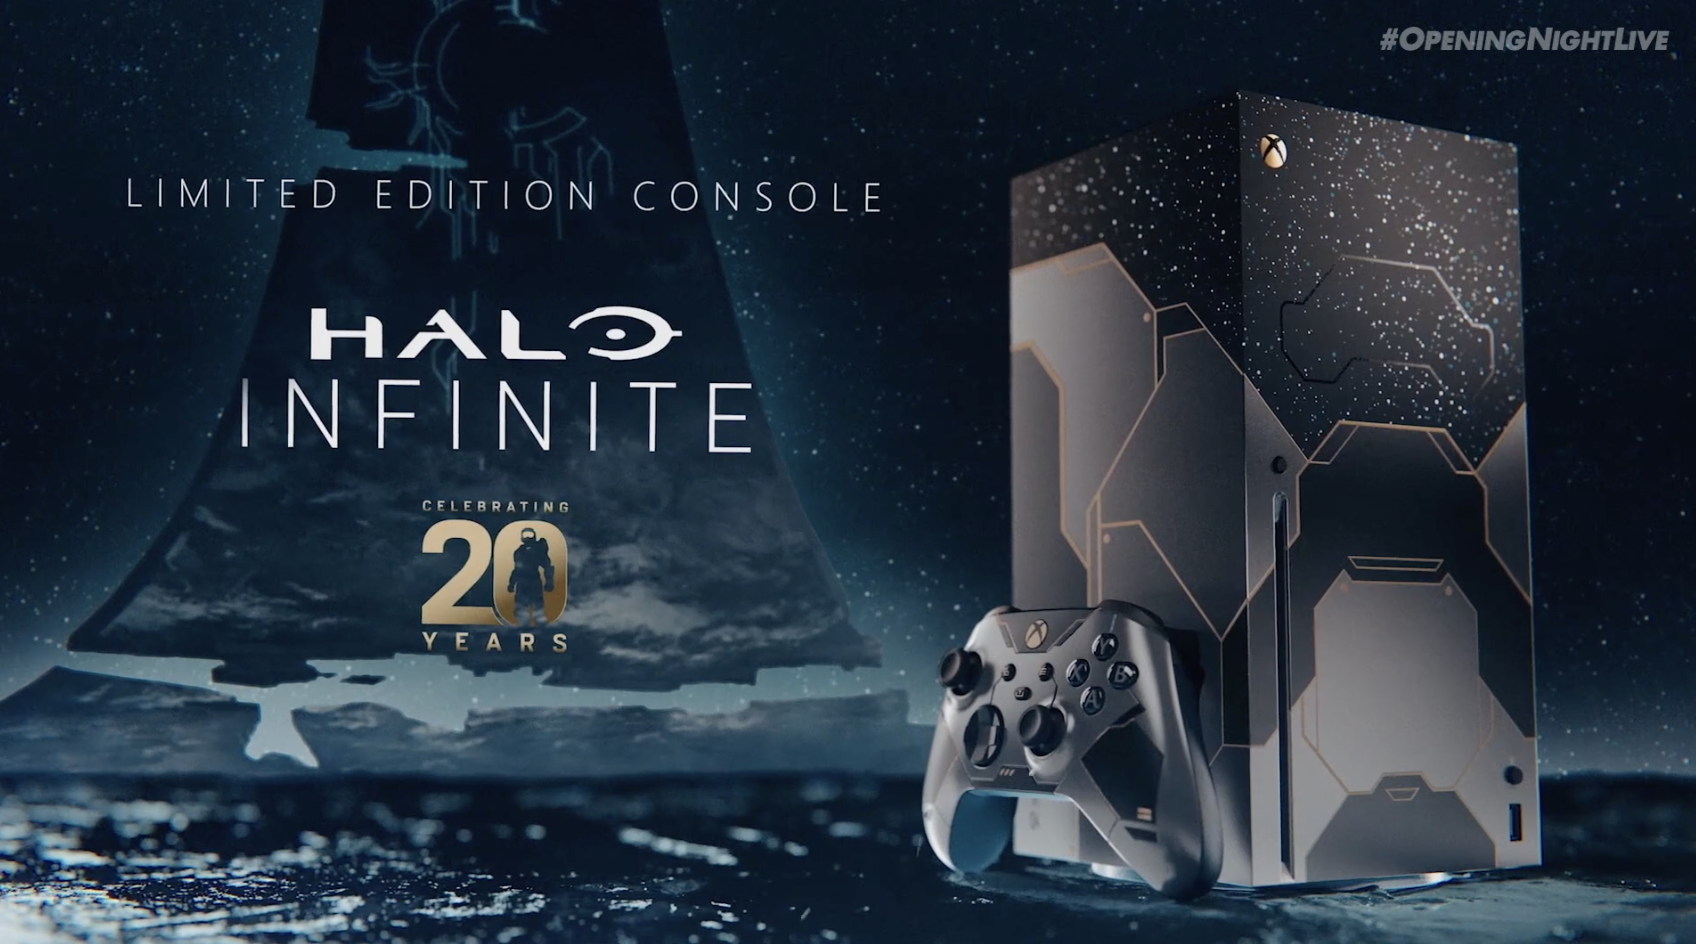 #OPENINGNIGHTLIVE
LIMITED EDITION CONSOLE
HALO
INFINITE
CELEBRATING
20
YEARS
Y
X
B
A